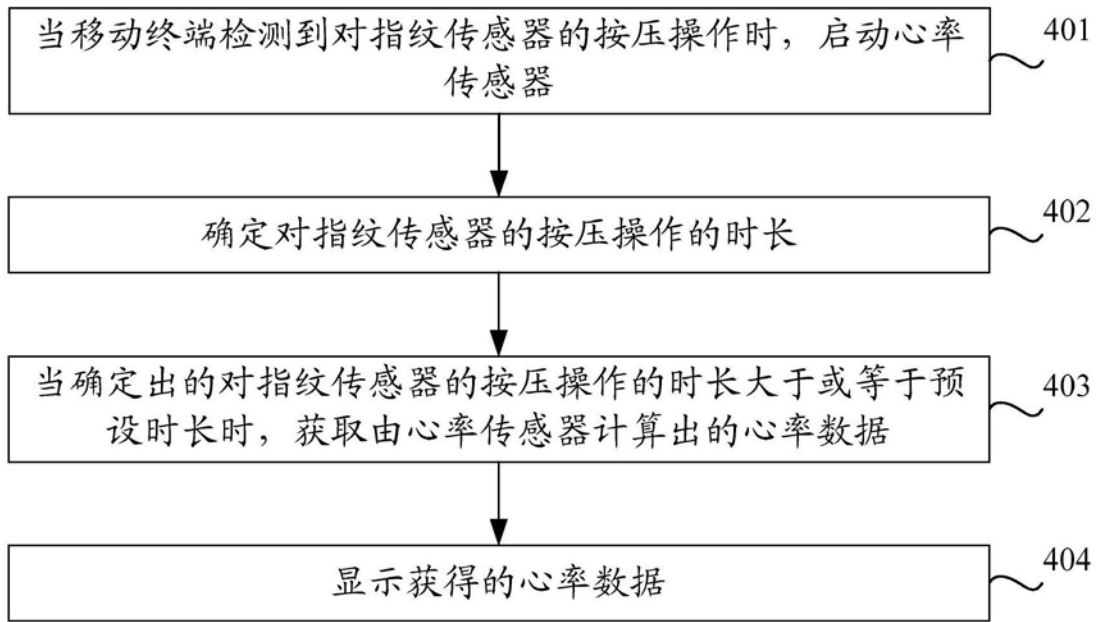 当移动终端检测到对指纹传感器的按压操作时，启动心率
传感器
401
确定对指纹传感器的按压操作的时长
402
当确定出的对指纹传感器的按压操作的时长大于或等于预
设时长时，获取由心率传感器计算出的心率数据
403
显示获得的心率数据
404